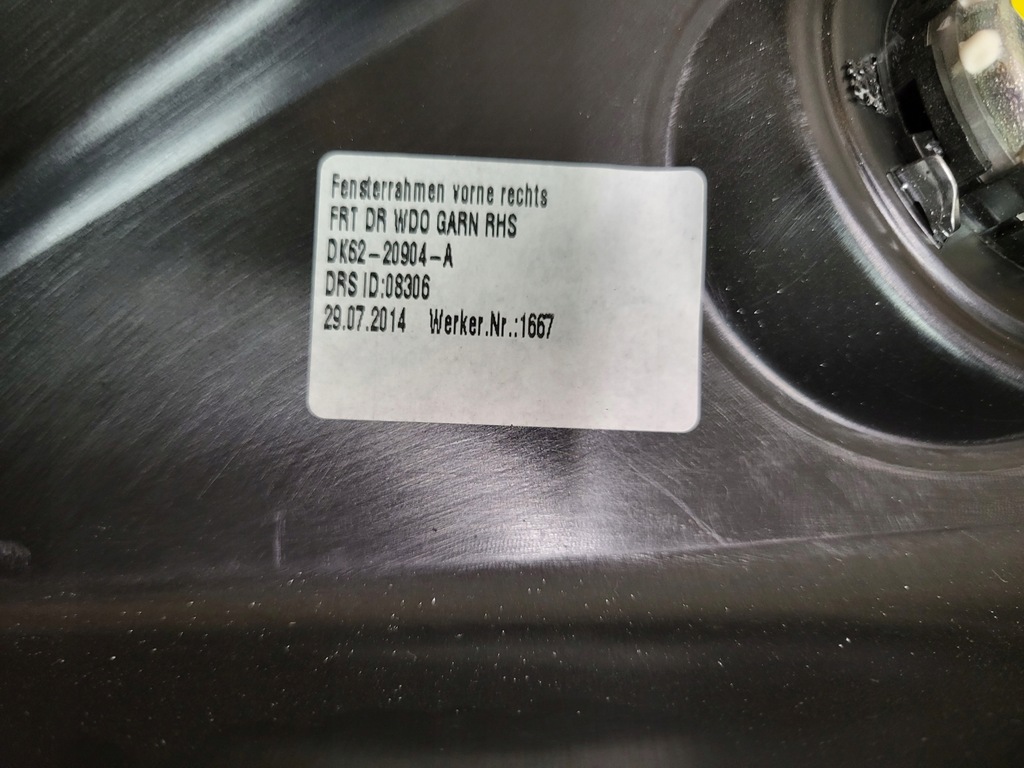 Fensterrahmen vorne rechts
FRT DR WDO GARN RHS
DK62-20904-A
DRS ID:08306
29.07.2014 Werker.Nr.:1667